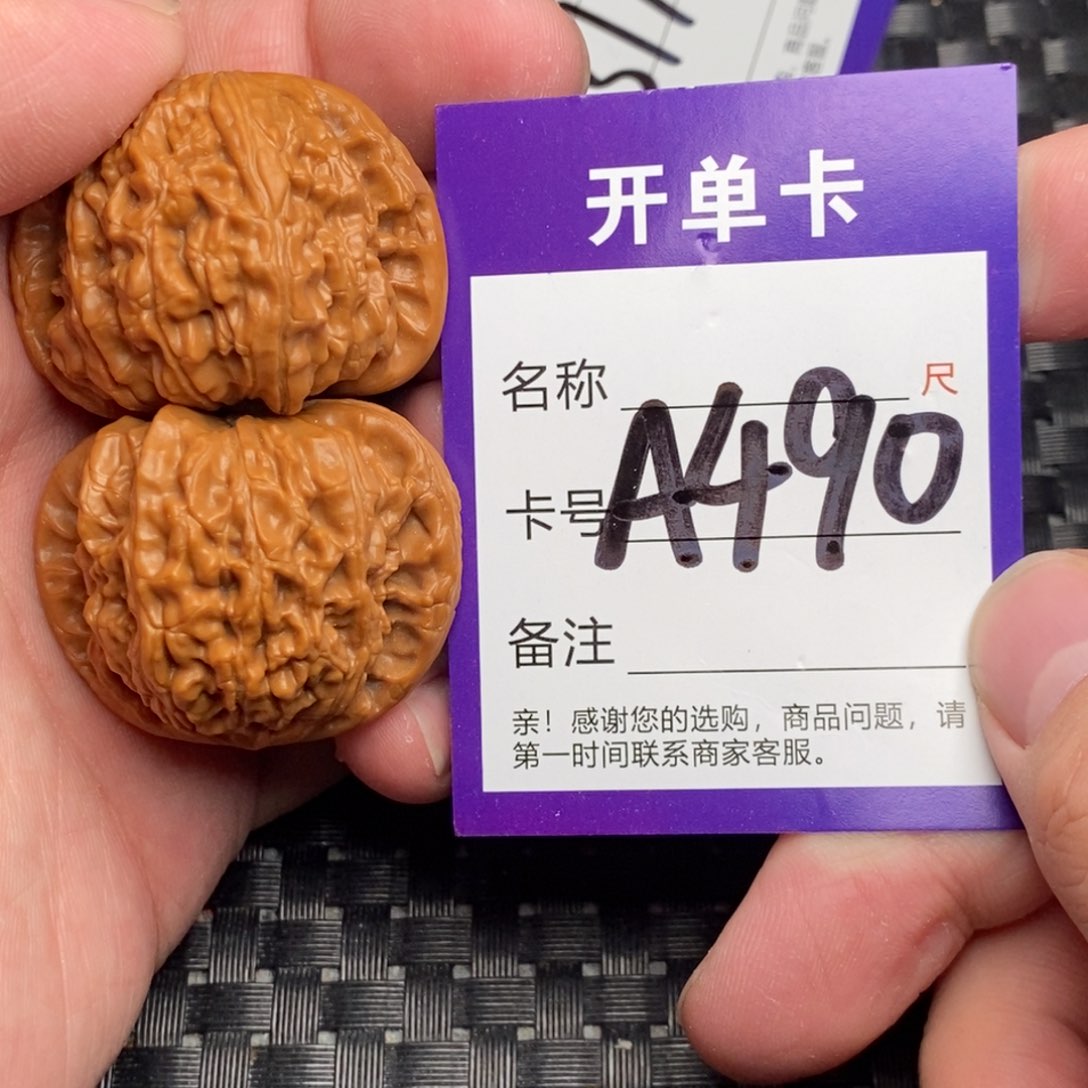 开单卡
名称 尺
卡号 A490
备注
亲！感谢您的选购，商品问题，请
第一时间联系商家客服。